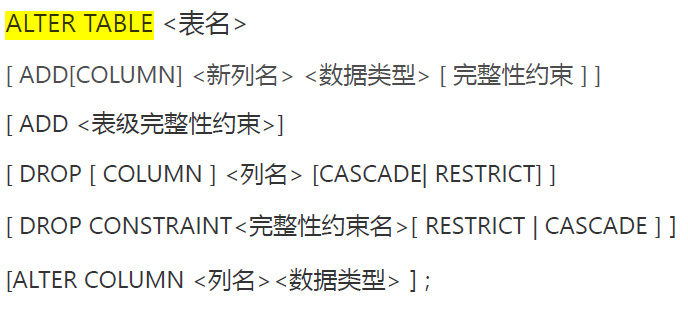 ALTER TABLE <表名>
[ ADD[COLUMN] <新列名> <数据类型> [ 完整性约束 ] ]
[ ADD <表级完整性约束>]
[ DROP [ COLUMN ] <列名> [CASCADE| RESTRICT] ]
[ DROP CONSTRAINT<完整性约束名>[ RESTRICT | CASCADE ] ]
[ALTER COLUMN <列名><数据类型> ] ;